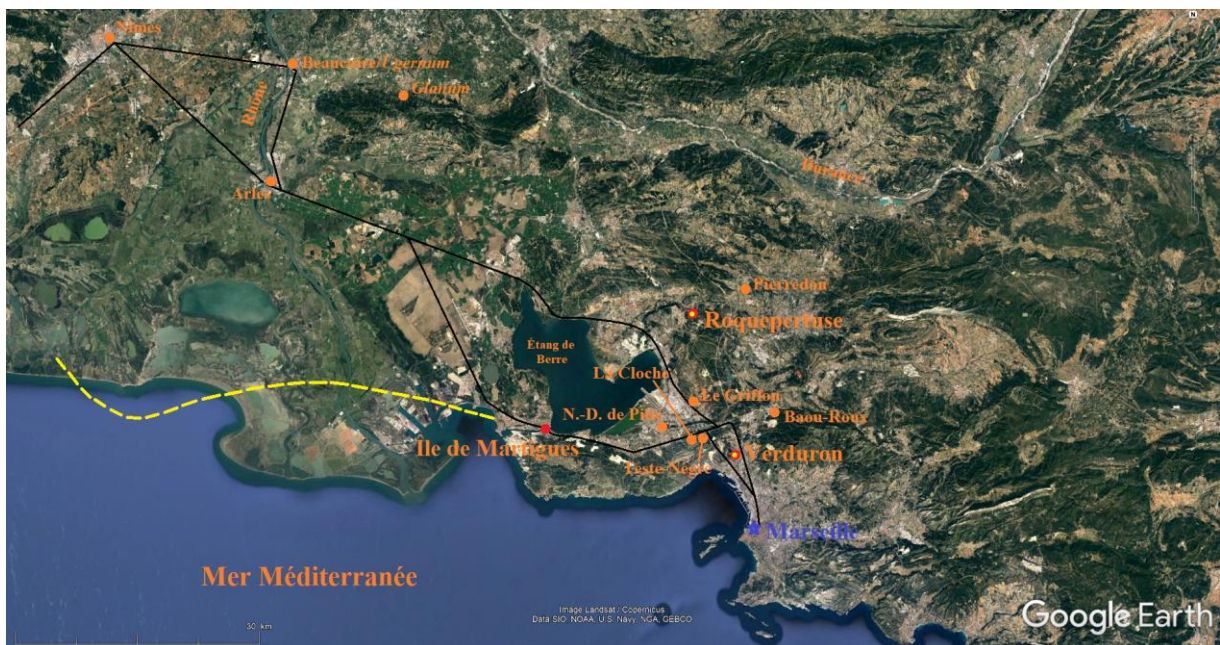 Nîmes
N
Beaucaire/Ugernum
Glanum
Rhône
Durance
Arles
Pierredon
Roquepertuse
Étang de
Berre
La Cloche
Le Griffon
N.-D. de Pitié
Baou-Roux
Île de Martigues
Verduron
Teste-Nègre
Marseille
Mer Méditerranée
Image Landsat / Copernicus
30 km
Data SIO, NOAA, U.S. Navy, NGA, GEBCO
Google Earth